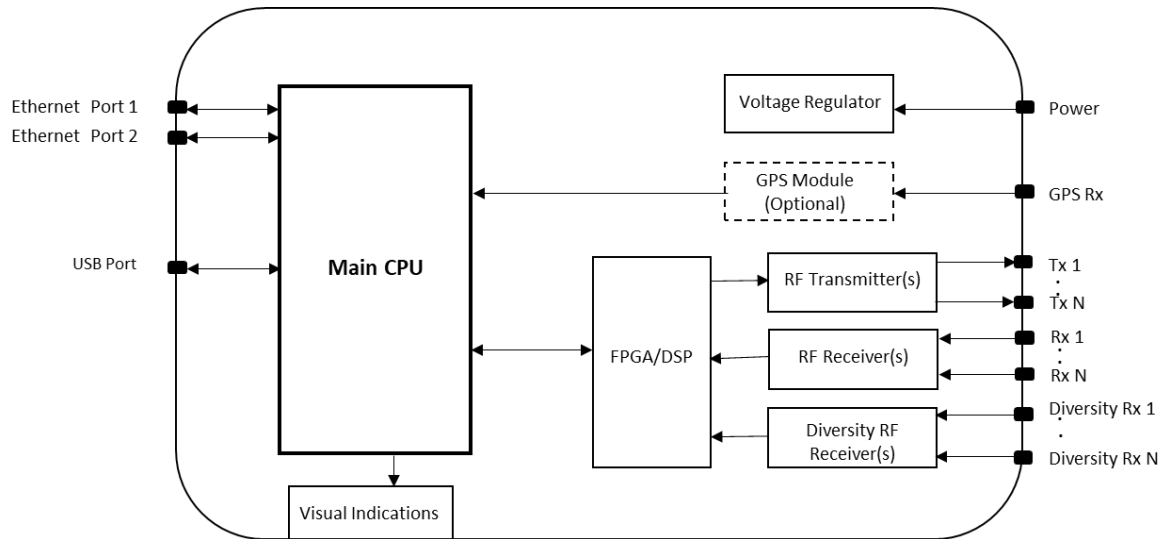 Ethernet Port 1
Ethernet Port 2
USB Port
Main CPU
Visual Indications
Voltage Regulator
GPS Module
(Optional)
FPGA/DSP
RF Transmitter(s)
RF Receiver(s)
Diversity RF
Receiver(s)
Power
GPS Rx
Tx 1
:
Tx N
Rx 1
:
Rx N
Diversity Rx 1
:
Diversity Rx N